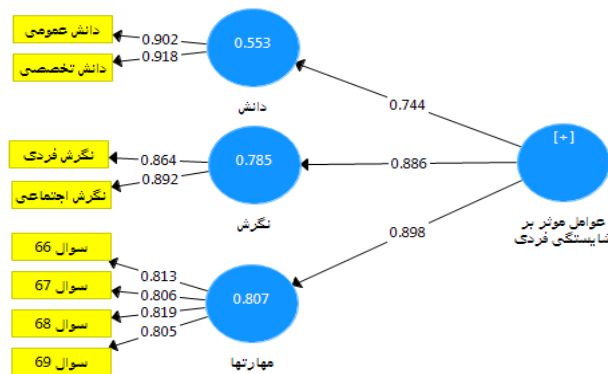 دانش عمومی
0.902
0.553
دانش تخصصی
0.918
دانش
0.744
[+]
نگرش فردی
0.864
0.785
0.886
نگرش اجتماعی
0.892
نگرش
عوامل موثر بر
شایستگی فردی
0.898
سوال 66
0.813
سوال 67
0.806
0.807
سوال 68
0.819
سوال 69
0.805
مهارتها